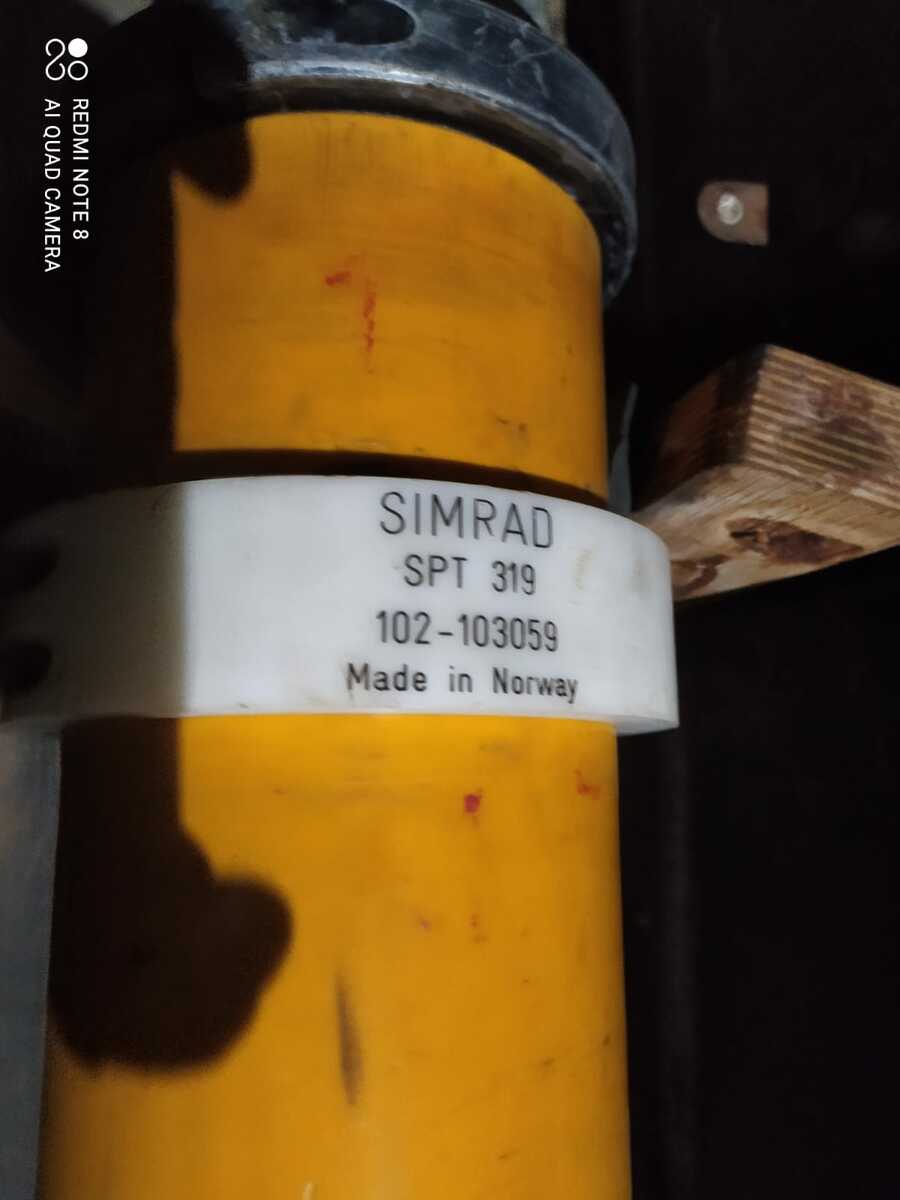 REDMI NOTE 8
AI QUAD CAMERA
SIMRAD
SPT 319
102-103059
Made in Norway